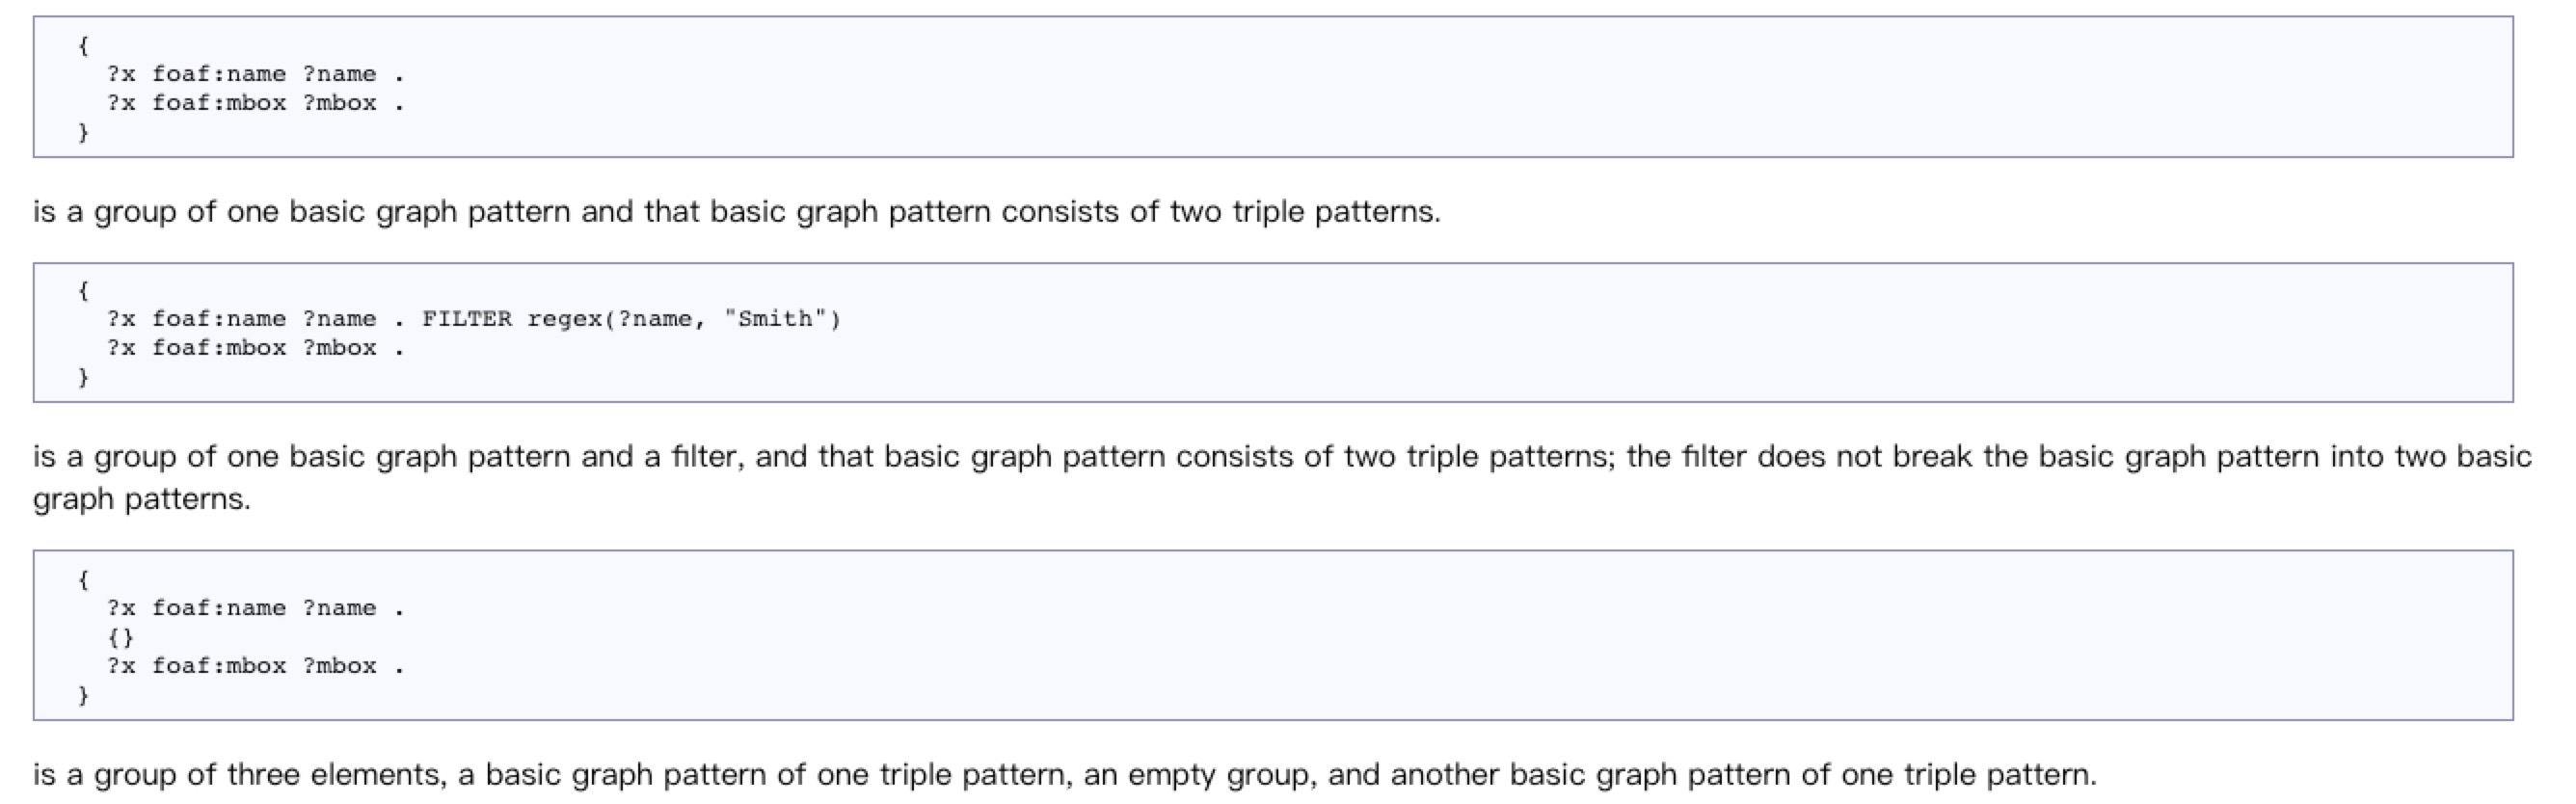 {
?x foaf:name ?name .
?x foaf:mbox ?mbox .
}
is a group of one basic graph pattern and that basic graph pattern consists of two triple patterns.
{
?x foaf:name ?name . FILTER regex(?name, "Smith")
?x foaf:mbox ?mbox .
}
is a group of one basic graph pattern and a filter, and that basic graph pattern consists of two triple patterns; the filter does not break the basic graph pattern into two basic
graph patterns.
{
?x foaf:name ?name .
{}
?x foaf:mbox ?mbox .
}
is a group of three elements, a basic graph pattern of one triple pattern, an empty group, and another basic graph pattern of one triple pattern.